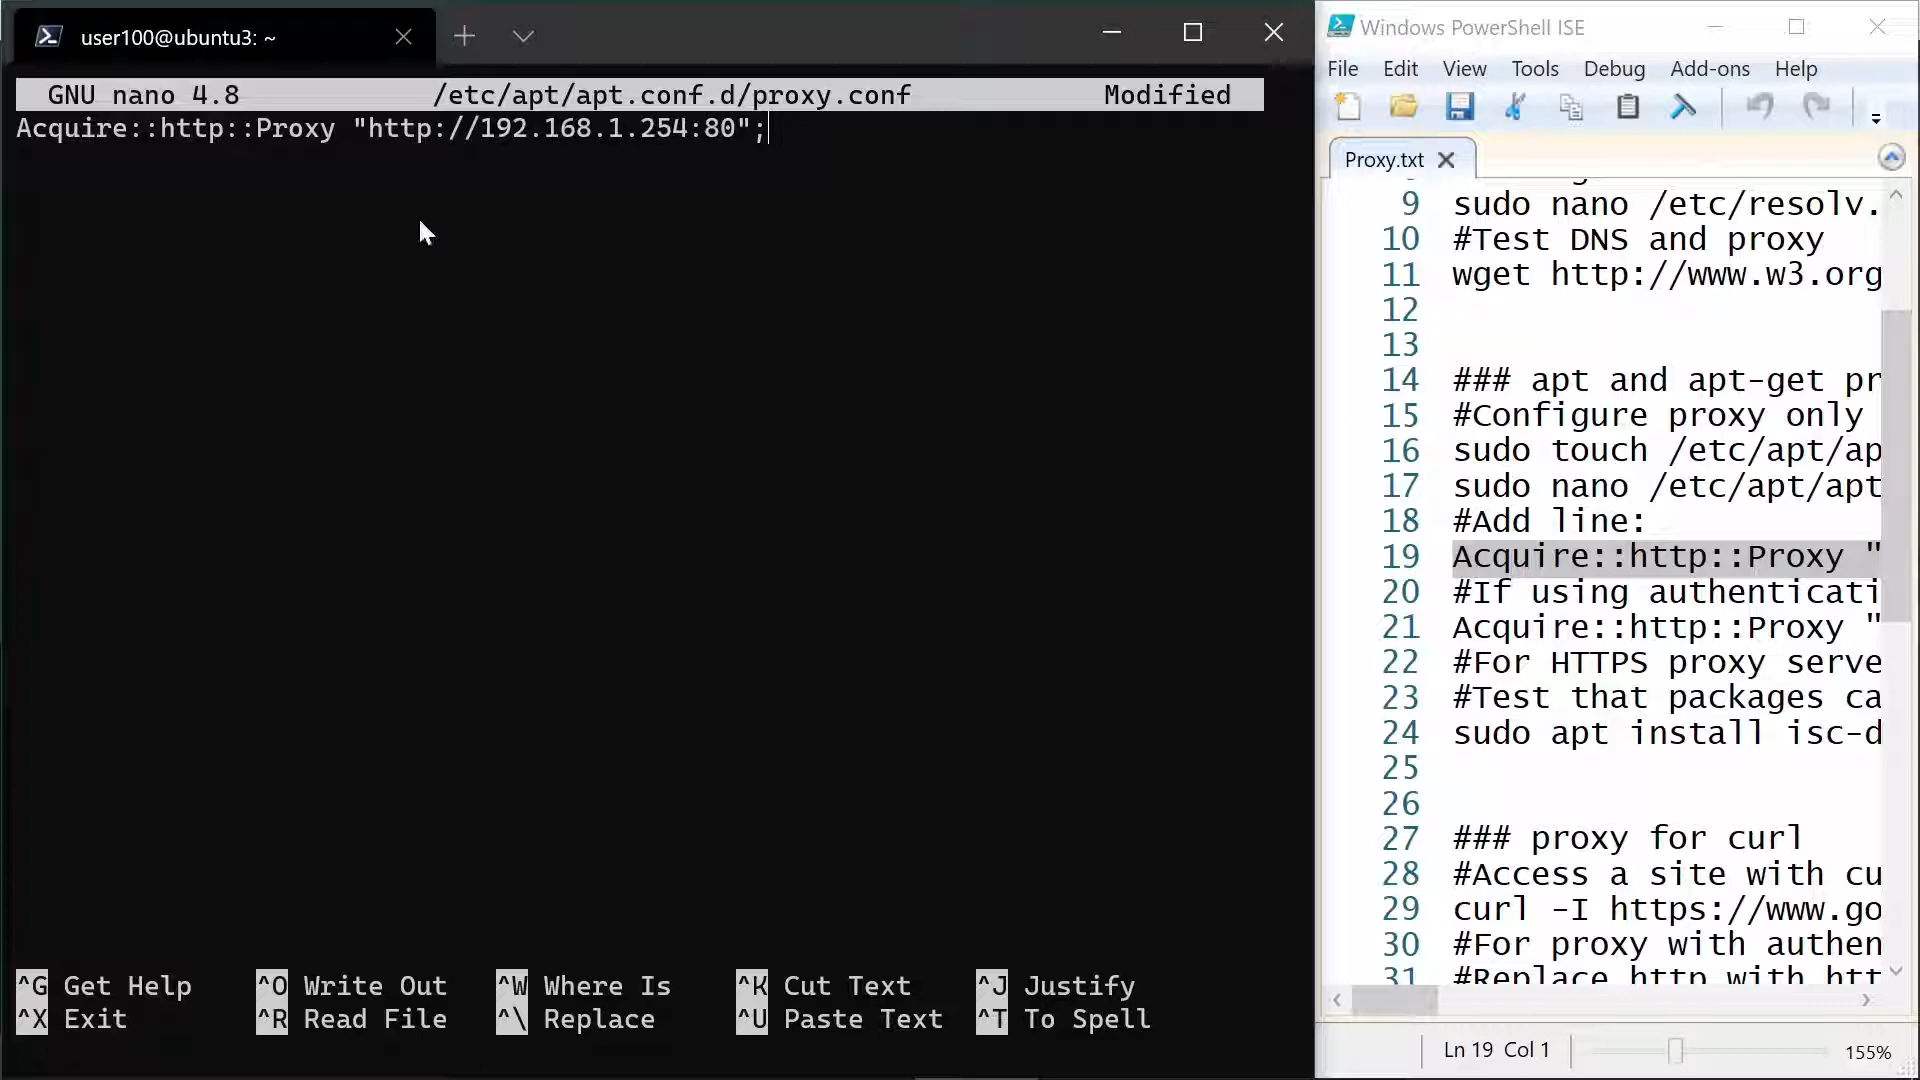 user100@ubuntu3: ~
GNU nano 4.8 /etc/apt/apt.conf.d/proxy.conf Modified
Acquire::http::Proxy "http://192.168.1.254:80";
^G Get Help ^O Write Out ^W Where Is ^K Cut Text ^J Justify
^X Exit ^R Read File ^\ Replace ^U Paste Text ^T To Spell
Windows PowerShell ISE
File Edit View Tools Debug Add-ons Help
Proxy.txt
9 sudo nano /etc/resolv.
10 #Test DNS and proxy
11 wget http://www.w3.org
12
13
14 ### apt and apt-get pr
15 #Configure proxy only
16 sudo touch /etc/apt/ap
17 sudo nano /etc/apt/apt
18 #Add line:
19 Acquire::http::Proxy "
20 #If using authenticati
21 Acquire::http::Proxy "
22 #For HTTPS proxy serve
23 #Test that packages ca
24 sudo apt install isc-d
25
26
27 ### proxy for curl
28 #Access a site with cu
29 curl -I https://www.go
30 #For proxy with authen
31 #Replace http with htt
Ln 19 Col 1 155%